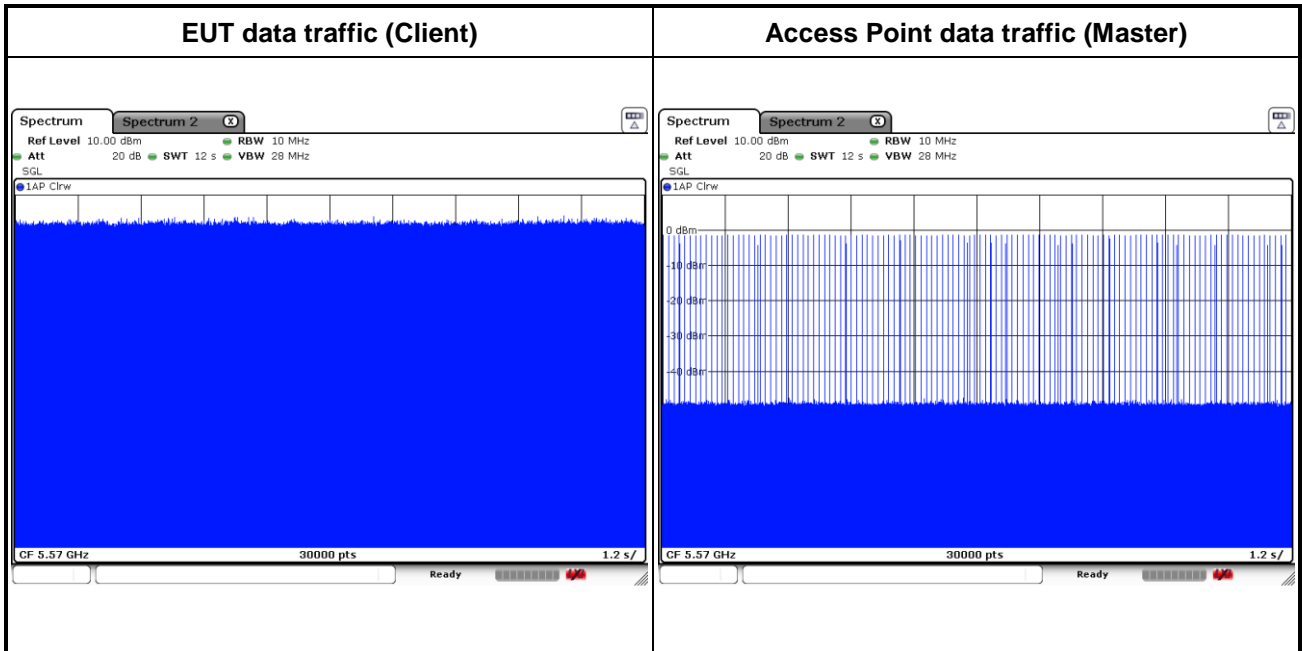 EUT data traffic (Client)
Access Point data traffic (Master)
Spectrum Spectrum 2 X
Ref Level 10.00 dBm RBW 10 MHz
Att 20 dB SWT 12 s VBW 28 MHz
SGL
1AP Clrw
CF 5.57 GHz 30000 pts 1.2 s/
Ready
Spectrum Spectrum 2 X
Ref Level 10.00 dBm RBW 10 MHz
Att 20 dB SWT 12 s VBW 28 MHz
SGL
1AP Clrw
0 dBm
-10 dBm
-20 dBm
-30 dBm
-40 dBm
CF 5.57 GHz 30000 pts 1.2 s/
Ready